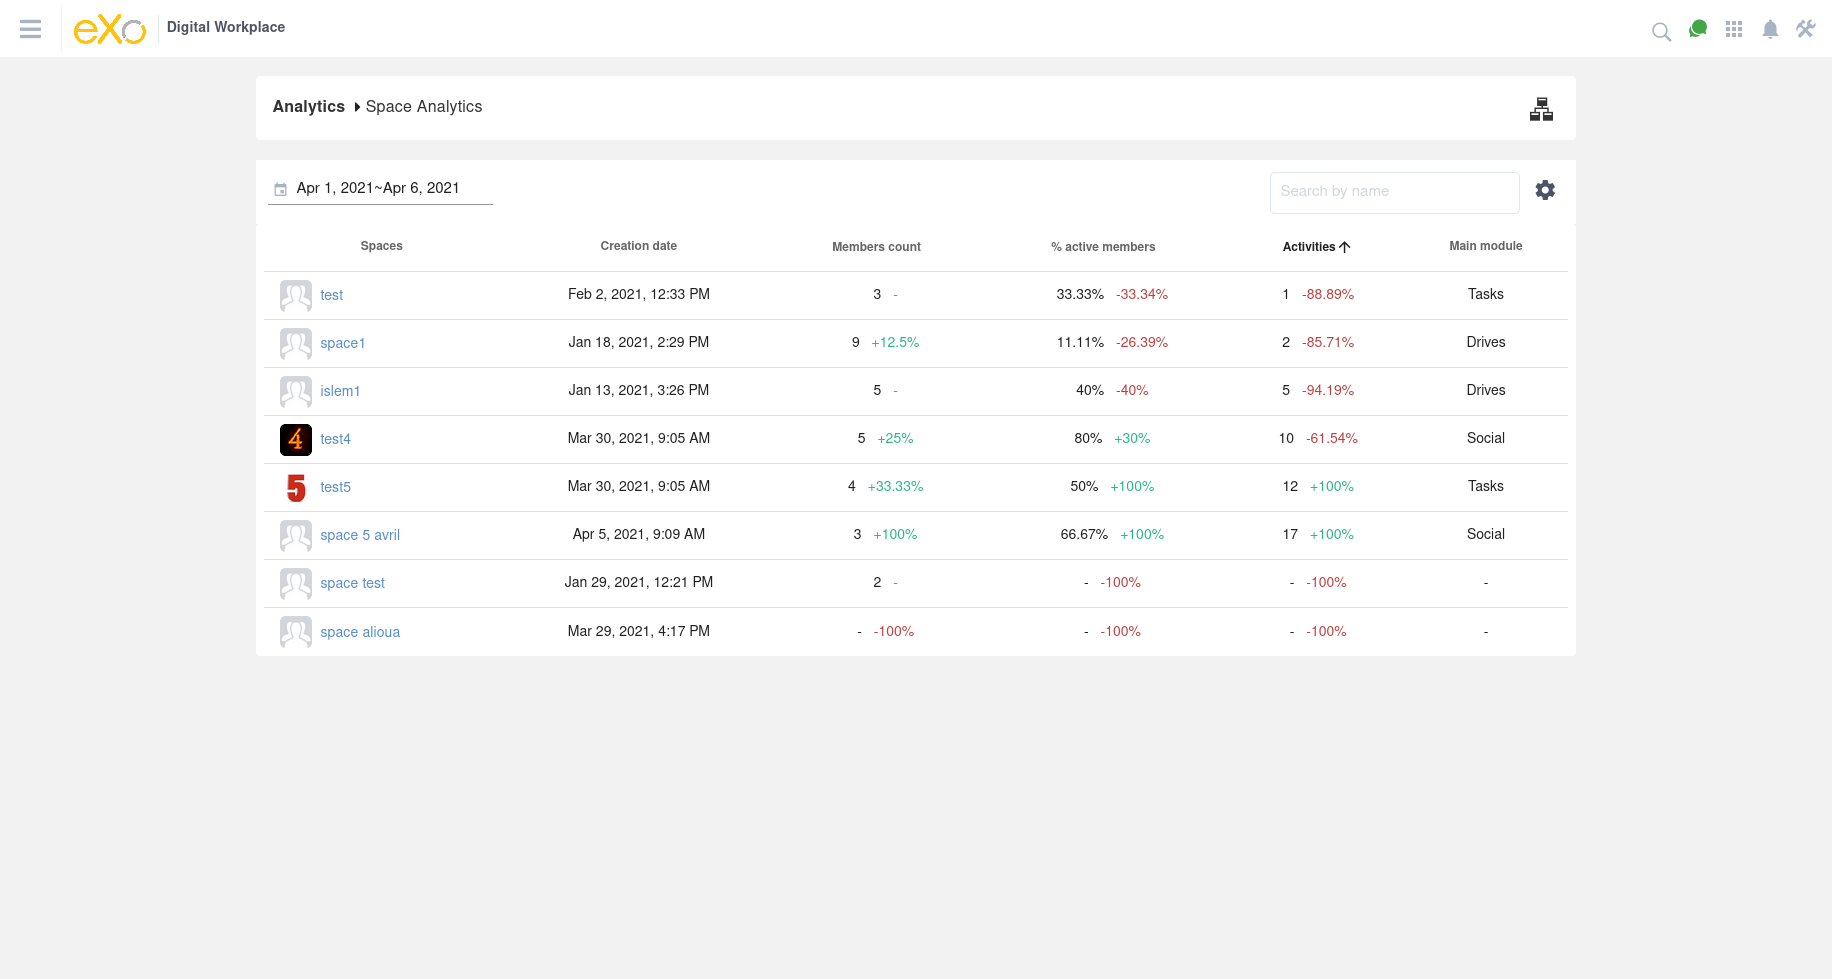 eXo Digital Workplace
Analytics Space Analytics
Apr 1, 2021~Apr 6, 2021 Search by name
Spaces Creation date Members count % active members Activities Main module
test Feb 2, 2021, 12:33 PM 3 - 33.33% -33.34% 1 -88.89% Tasks
space1 Jan 18, 2021, 2:29 PM 9 +12.5% 11.11% -26.39% 2 -85.71% Drives
islem1 Jan 13, 2021, 3:26 PM 5 - 40% -40% 5 -94.19% Drives
4 test4 Mar 30, 2021, 9:05 AM 5 +25% 80% +30% 10 -61.54% Social
5 test5 Mar 30, 2021, 9:05 AM 4 +33.33% 50% +100% 12 +100% Tasks
space 5 avril Apr 5, 2021, 9:09 AM 3 +100% 66.67% +100% 17 +100% Social
space test Jan 29, 2021, 12:21 PM 2 - - -100% - -100% -
space alioua Mar 29, 2021, 4:17 PM - -100% - -100% - -100% -